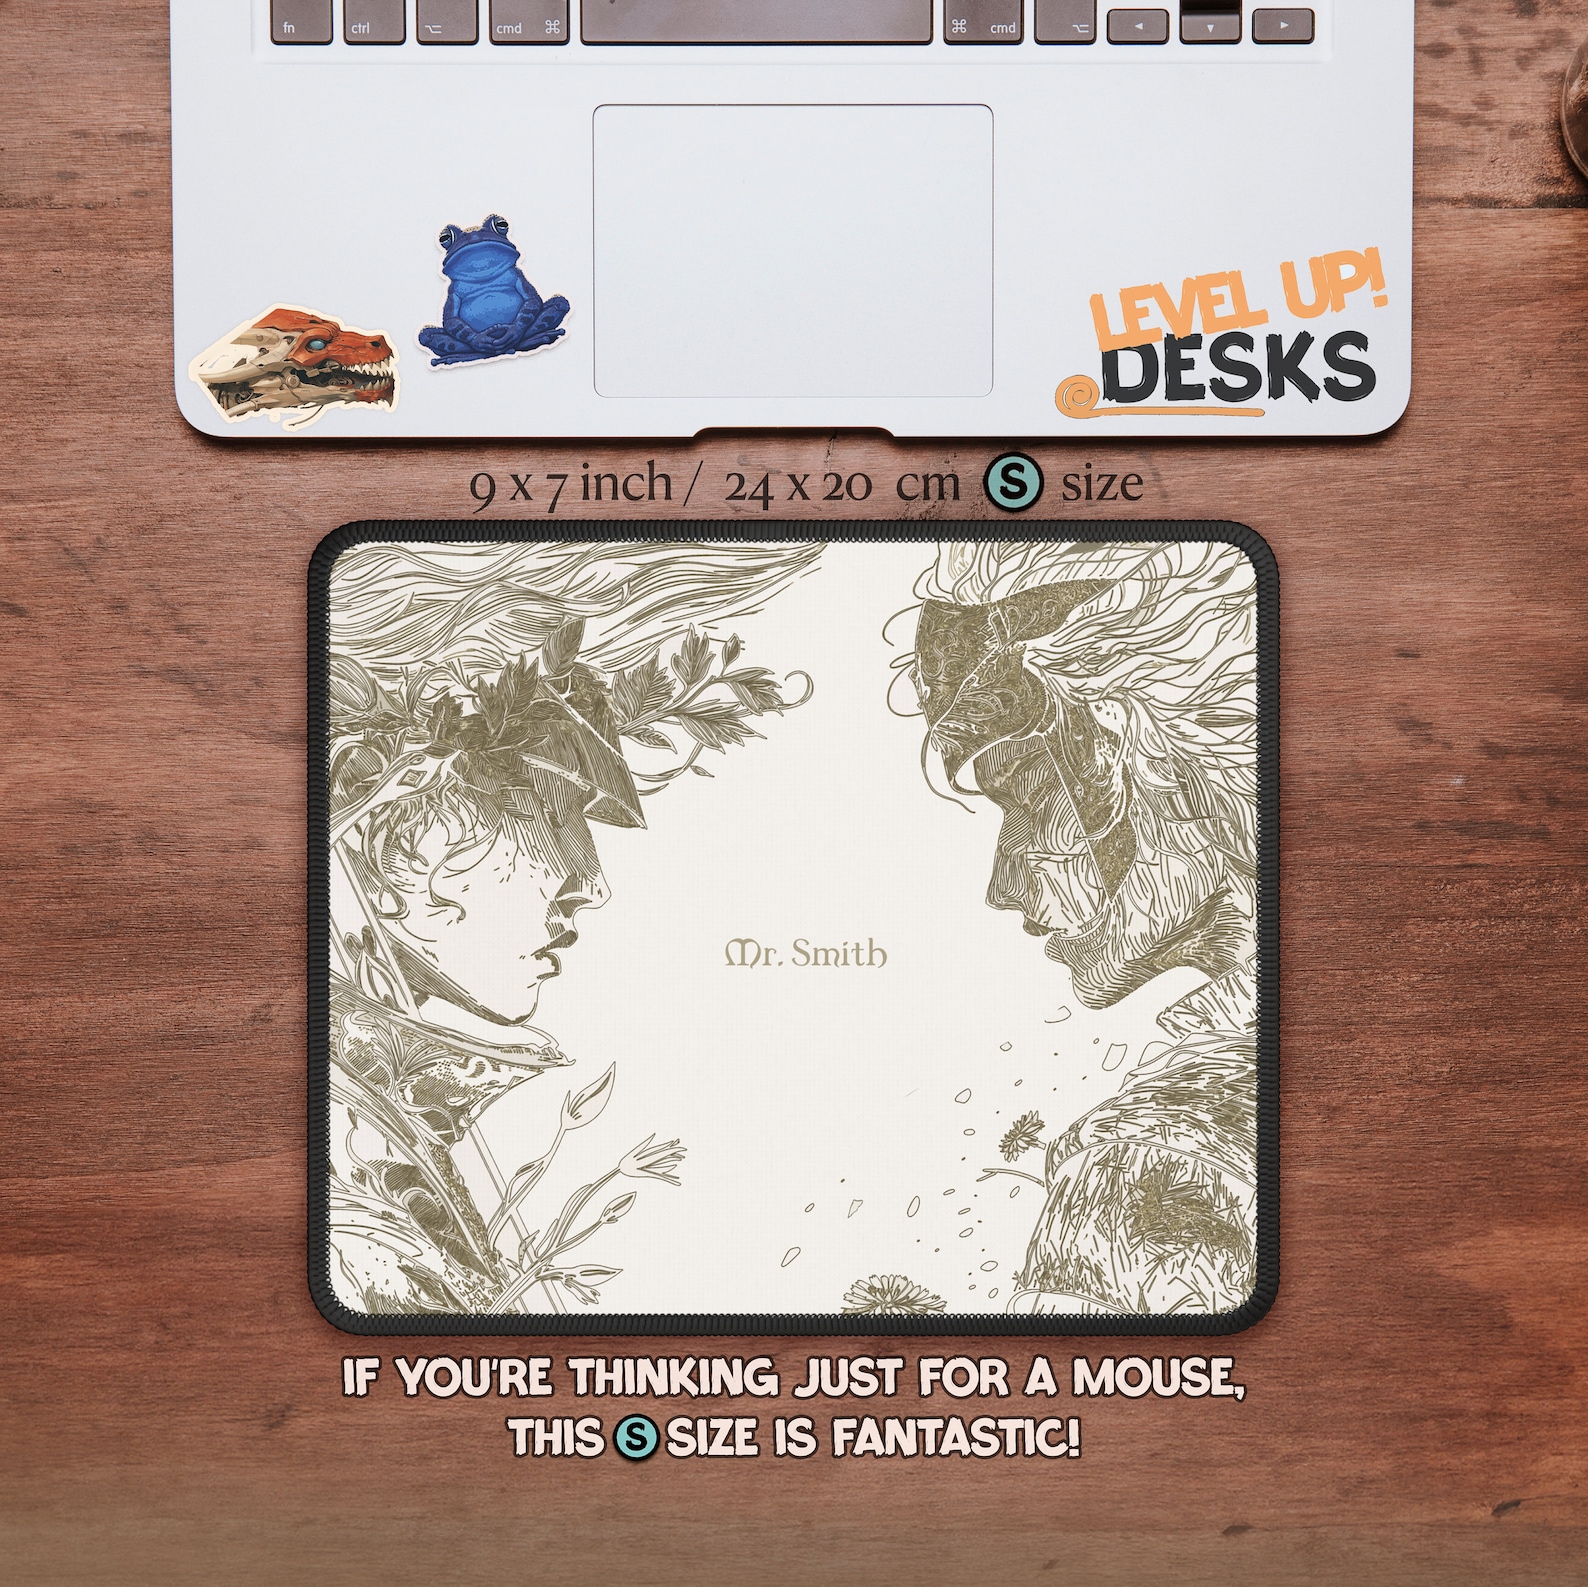 fn ctrl ⌥ cmd ⌘ ⌘ cmd ⌥ ◄ ▼ ►
LEVEL UP!
DESKS
9 x 7 inch / 24 x 20 cm S size
Mr. Smith
IF YOU'RE THINKING JUST FOR A MOUSE,
THIS S SIZE IS FANTASTIC!